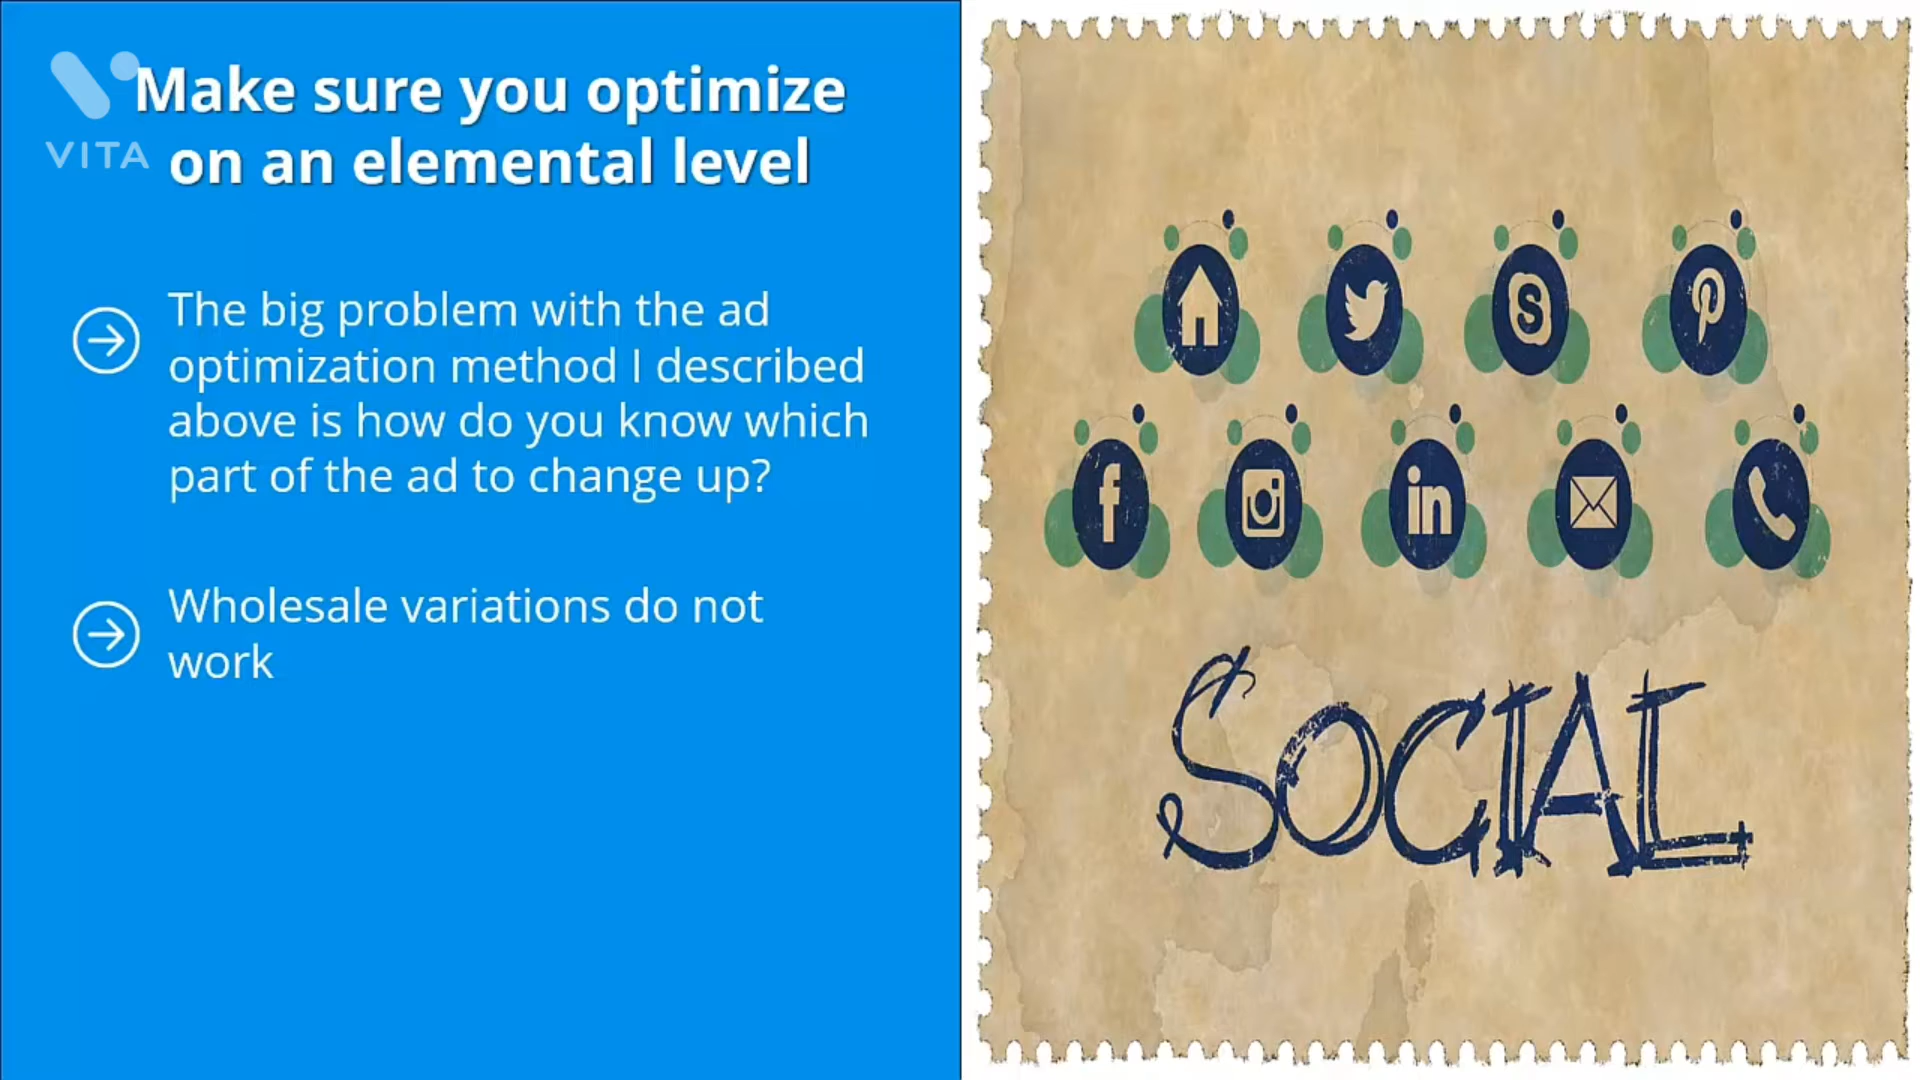 VITA
Make sure you optimize
on an elemental level
The big problem with the ad
optimization method I described
above is how do you know which
part of the ad to change up?
Wholesale variations do not
work
SOCIAL